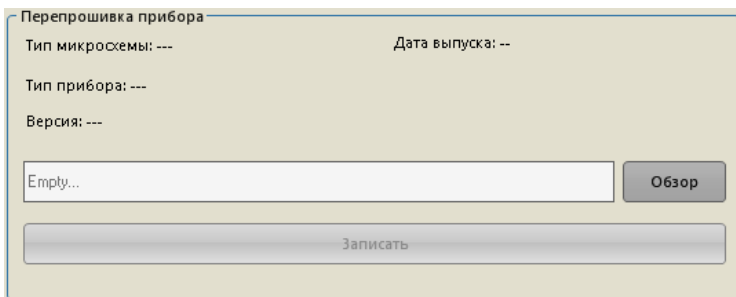 Перепрошивка прибора
Тип микросхемы: --- Дата выпуска: --
Тип прибора: ---
Версия: ---
Empty... Обзор
Записать